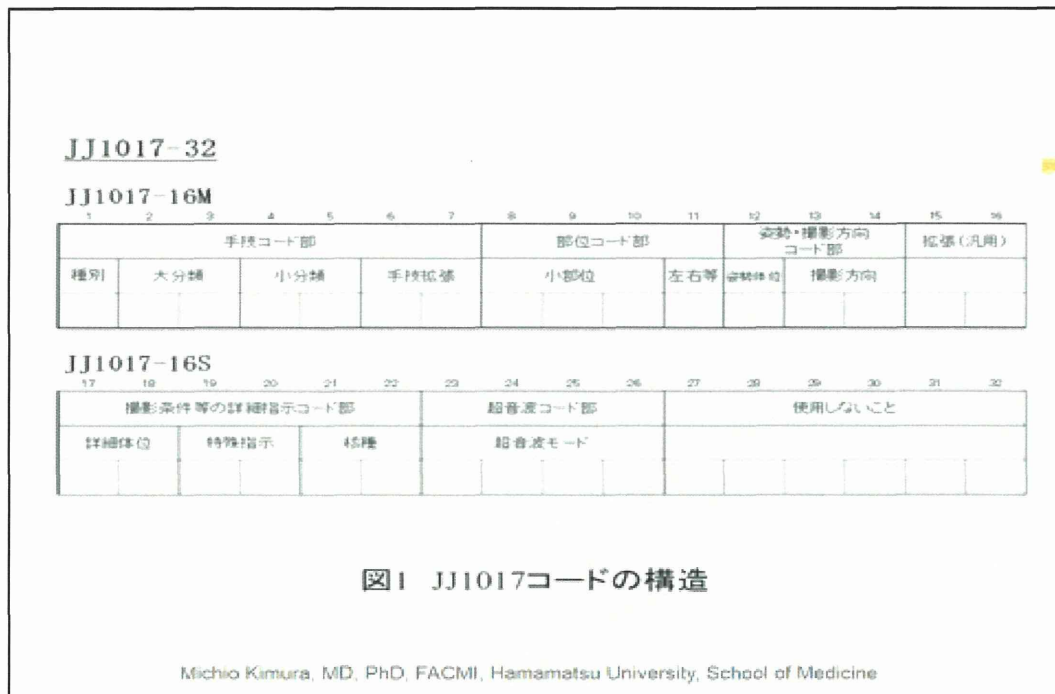 JJ1017-32
JJ1017-16M
1 2 3 4 5 6 7 8 9 10 11 12 13 14 15 16
手技コード部 部位コード部 姿勢・撮影方向コード部 拡張(汎用)
種別 大分類 小分類 手技拡張 小部位 左右等 姿勢体位 撮影方向
JJ1017-16S
17 18 19 20 21 22 23 24 25 26 27 28 29 30 31 32
撮影条件等の詳細指示コード部 超音波コード部 使用しないこと
詳細体位 特殊指示 核種 超音波モード
図1 JJ1017コードの構造
Michio Kimura, MD, PhD, FACMI, Hamamatsu University, School of Medicine